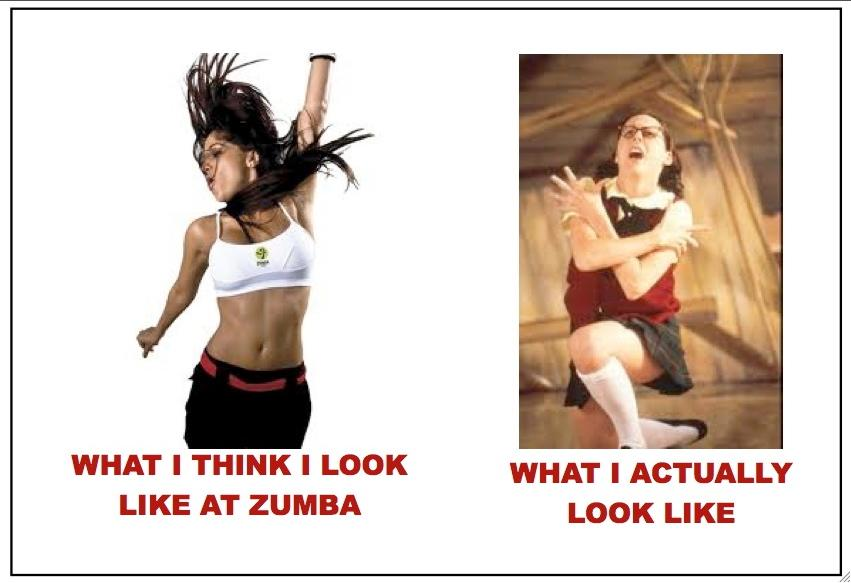 WHAT I THINK I LOOK
LIKE AT ZUMBA
WHAT I ACTUALLY
LOOK LIKE